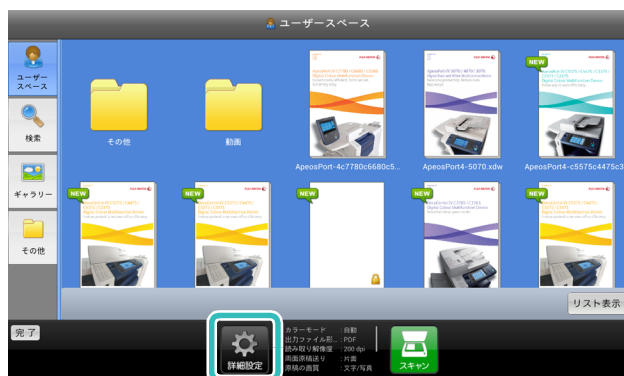 ユーザースペース
ユーザー
スペース
検索
ギャラリー
その他
その他
動画
ApeosPort-4c7780c6680c5...
ApeosPort4-5070.xdw
ApeosPort4-c5575c4475c3
NEW
NEW
NEW
NEW
NEW
リスト表示
完了
詳細設定
カラーモード :自動
出力ファイル形.. :PDF
読み取り解像度 :200 dpi
両面原稿送り :片面
原稿の画質 :文字/写真
スキャン